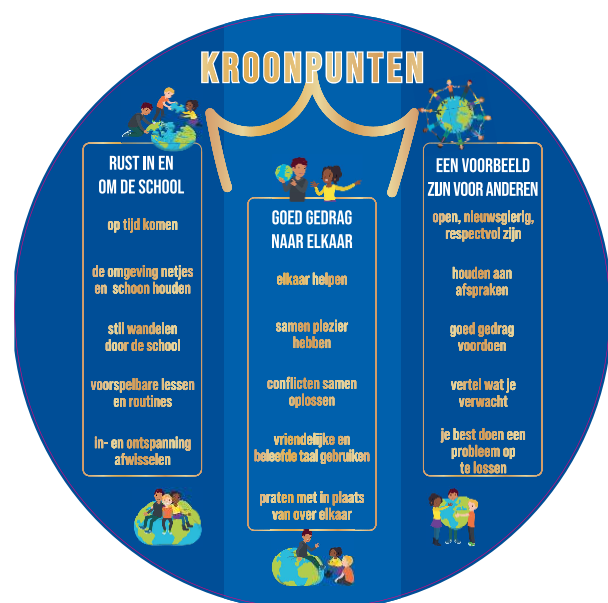 KROONPUNTEN
RUST IN EN
OM DE SCHOOL
op tijd komen
de omgeving netjes
en schoon houden
stil wandelen
door de school
voorspelbare lessen
en routines
in- en ontspanning
afwisselen
GOED GEDRAG
NAAR ELKAAR
elkaar helpen
samen plezier
hebben
conflicten samen
oplossen
vriendelijke en
beleefde taal gebruiken
praten met in plaats
van over elkaar
EEN VOORBEELD
ZIJN VOOR ANDEREN
open, nieuwsgierig,
respectvol zijn
houden aan
afspraken
goed gedrag
voordoen
vertel wat je
verwacht
je best doen een
probleem op
te lossen